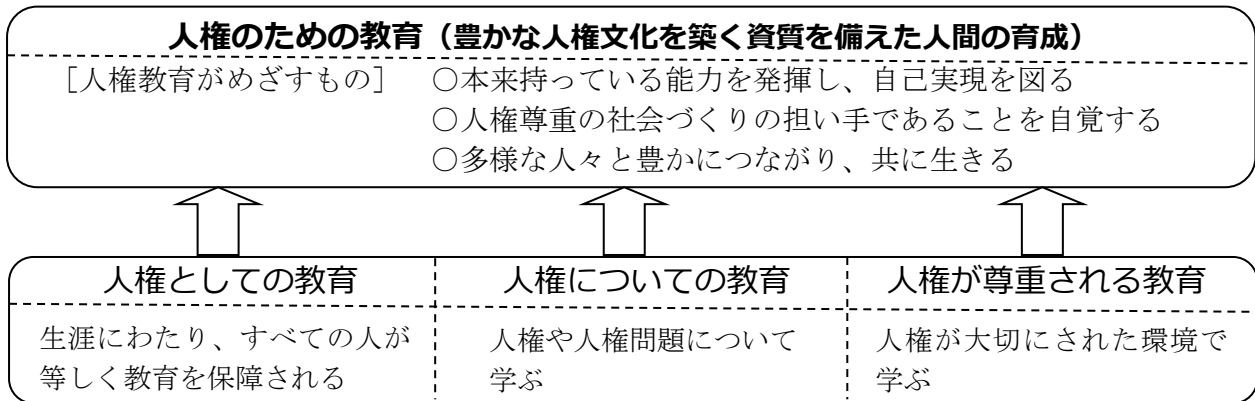 人権のための教育（豊かな人権文化を築く資質を備えた人間の育成）
［人権教育がめざすもの］　○本来持っている能力を発揮し、自己実現を図る
○人権尊重の社会づくりの担い手であることを自覚する
○多様な人々と豊かにつながり、共に生きる
人権としての教育
生涯にわたり、すべての人が
等しく教育を保障される
人権についての教育
人権や人権問題について
学ぶ
人権が尊重される教育
人権が大切にされた環境で
学ぶ